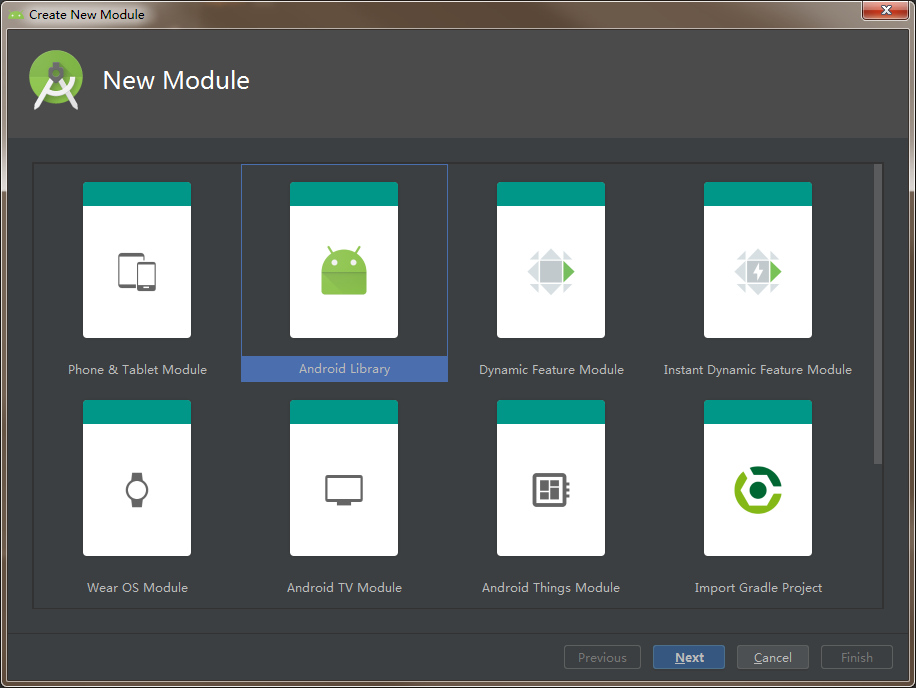 Create New Module
New Module
Phone & Tablet Module
Android Library
Dynamic Feature Module
Instant Dynamic Feature Module
Wear OS Module
Android TV Module
Android Things Module
Import Gradle Project
Previous
Next
Cancel
Finish